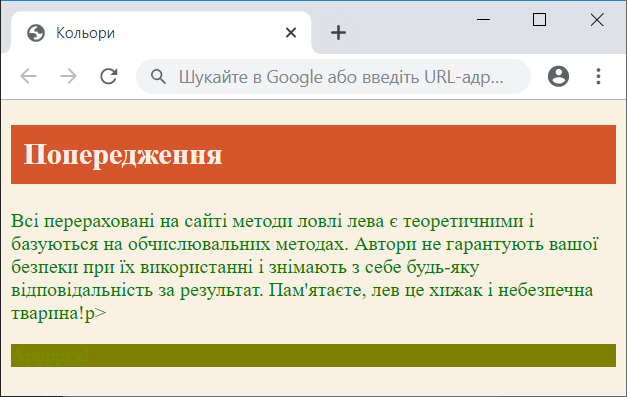 Кольори
Шукайте в Google або введіть URL-адр...
Попередження
Всі перераховані на сайті методи ловлі лева є теоретичними і
базуються на обчислювальних методах. Автори не гарантують вашої
безпеки при їх використанні і знімають з себе будь-яку
відповідальність за результат. Пам'ятаєте, лев це хижак і небезпечна
тварина!p>